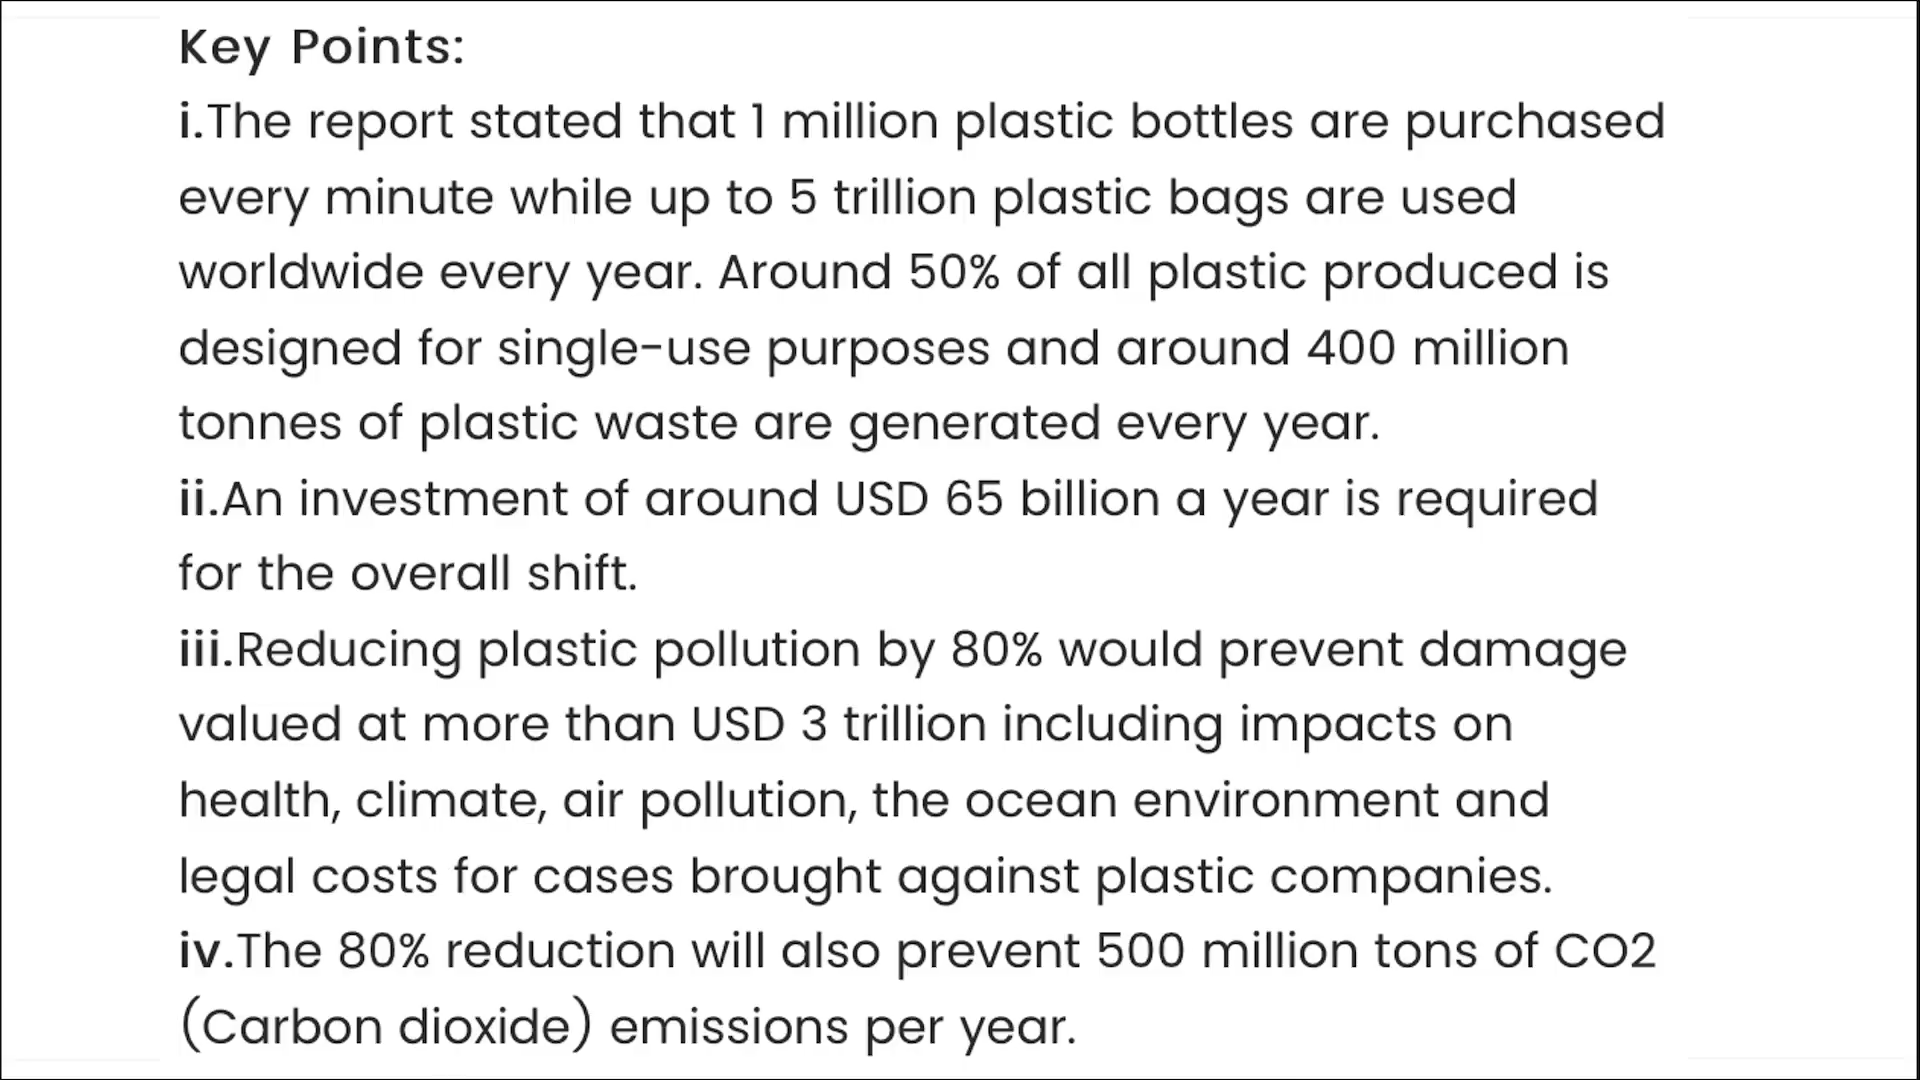 Key Points:
i.The report stated that 1 million plastic bottles are purchased
every minute while up to 5 trillion plastic bags are used
worldwide every year. Around 50% of all plastic produced is
designed for single-use purposes and around 400 million
tonnes of plastic waste are generated every year.
ii.An investment of around USD 65 billion a year is required
for the overall shift.
iii.Reducing plastic pollution by 80% would prevent damage
valued at more than USD 3 trillion including impacts on
health, climate, air pollution, the ocean environment and
legal costs for cases brought against plastic companies.
iv.The 80% reduction will also prevent 500 million tons of CO2
(Carbon dioxide) emissions per year.